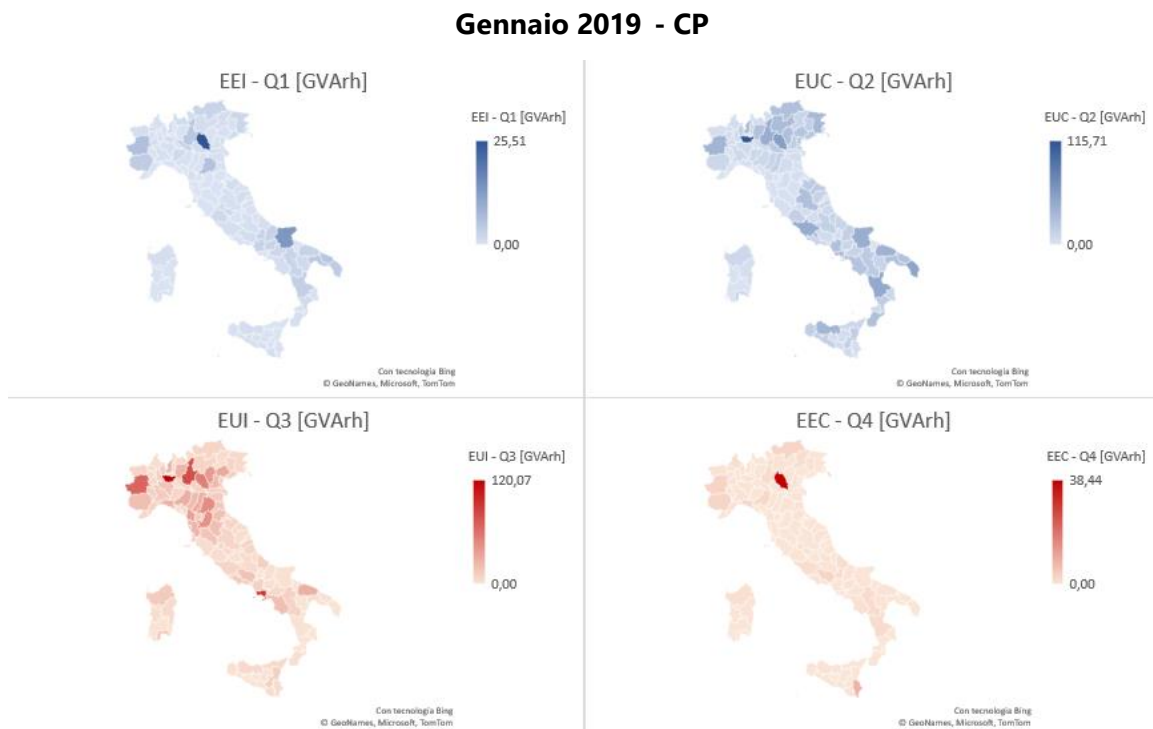 Gennaio 2019 - CP
EEI - Q1 [GVArh]
EEI - Q1 [GVArh]
25,51
0,00
Con tecnologia Bing
© GeoNames, Microsoft, TomTom
EUC - Q2 [GVArh]
EUC - Q2 [GVArh]
115,71
0,00
Con tecnologia Bing
© GeoNames, Microsoft, TomTom
EUI - Q3 [GVArh]
EUI - Q3 [GVArh]
120,07
0,00
Con tecnologia Bing
© GeoNames, Microsoft, TomTom
EEC - Q4 [GVArh]
EEC - Q4 [GVArh]
38,44
0,00
Con tecnologia Bing
© GeoNames, Microsoft, TomTom